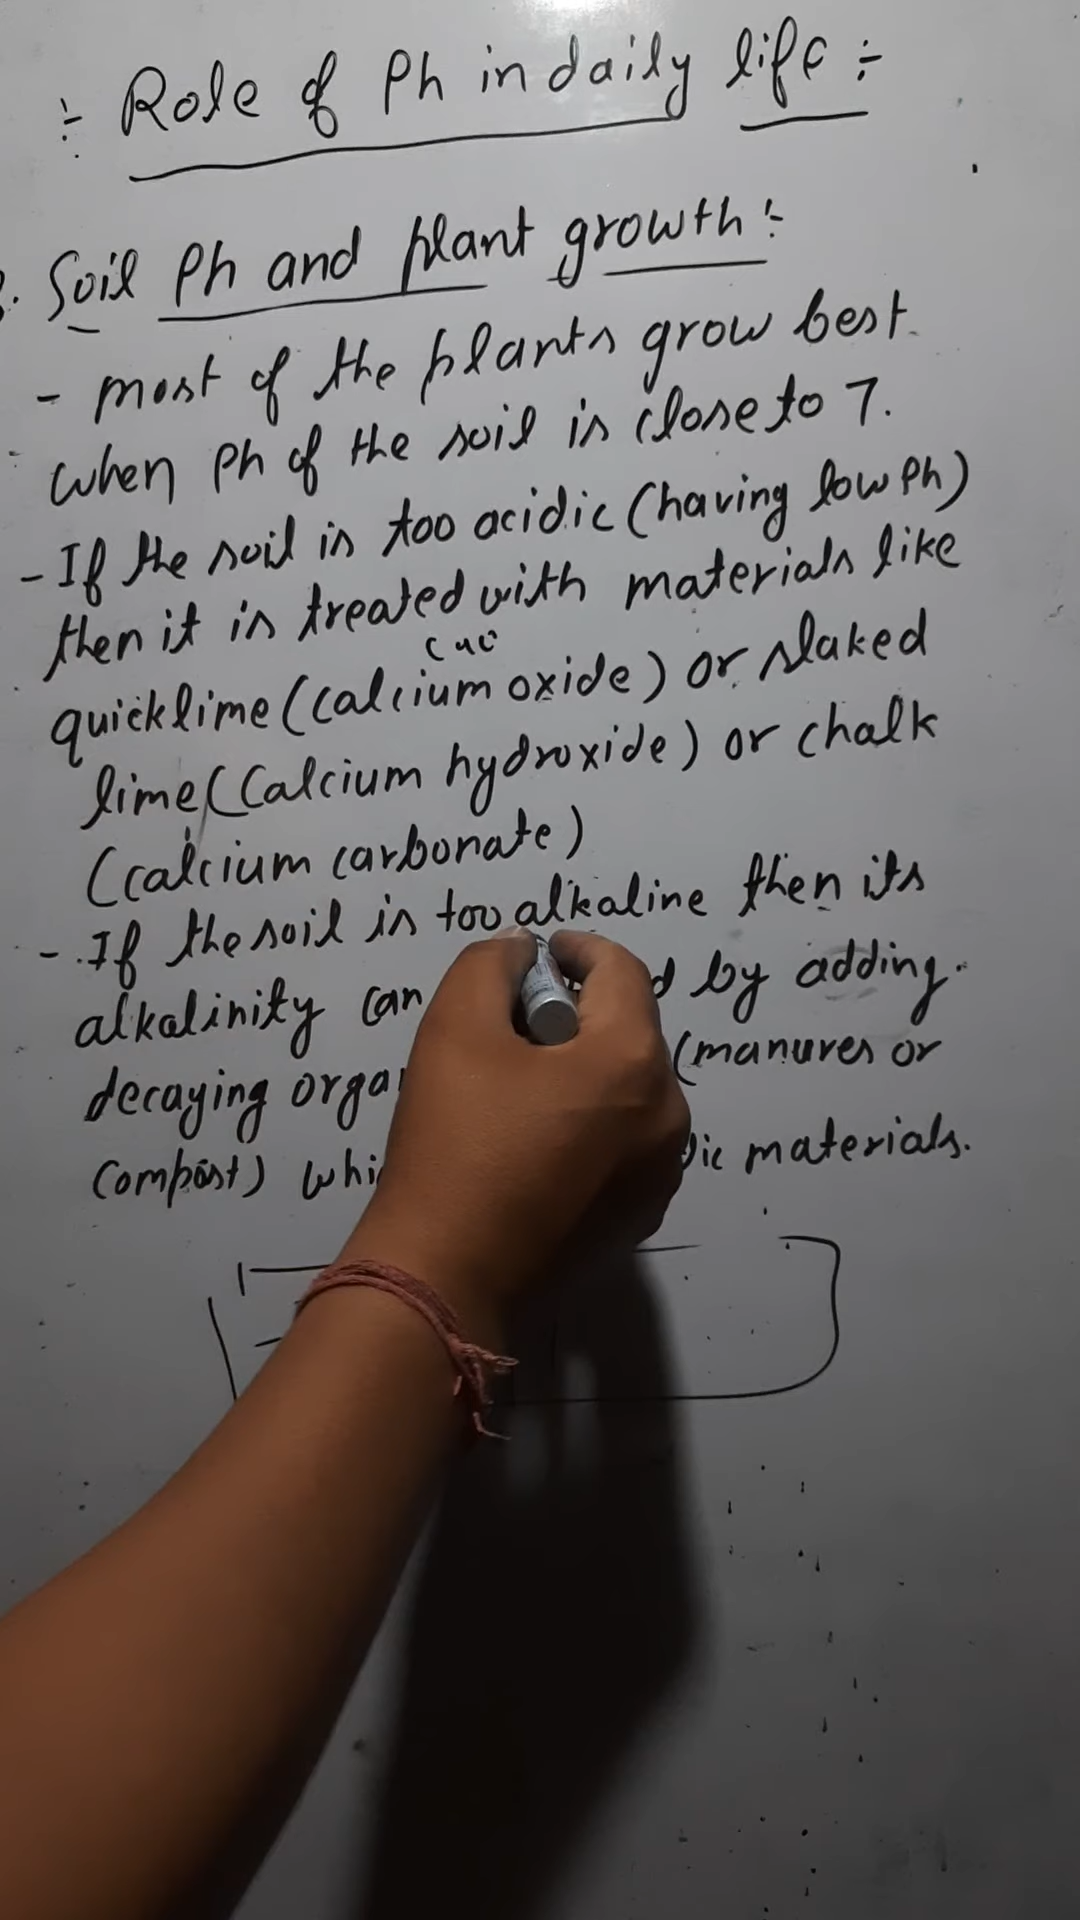 ÷ Role of Ph in daily life ÷
Soil Ph and plant growth :-
- most of the plants grow best
when Ph of the soil is close to 7.
- If the soil is too acidic (having low Ph)
then it is treated with materials like
CaO
quicklime (calcium oxide) or slaked
lime (Calcium hydroxide) or chalk
(calcium carbonate)
- If the soil is too alkaline then its
alkalinity can by adding
decaying (manures or
compost) materials.